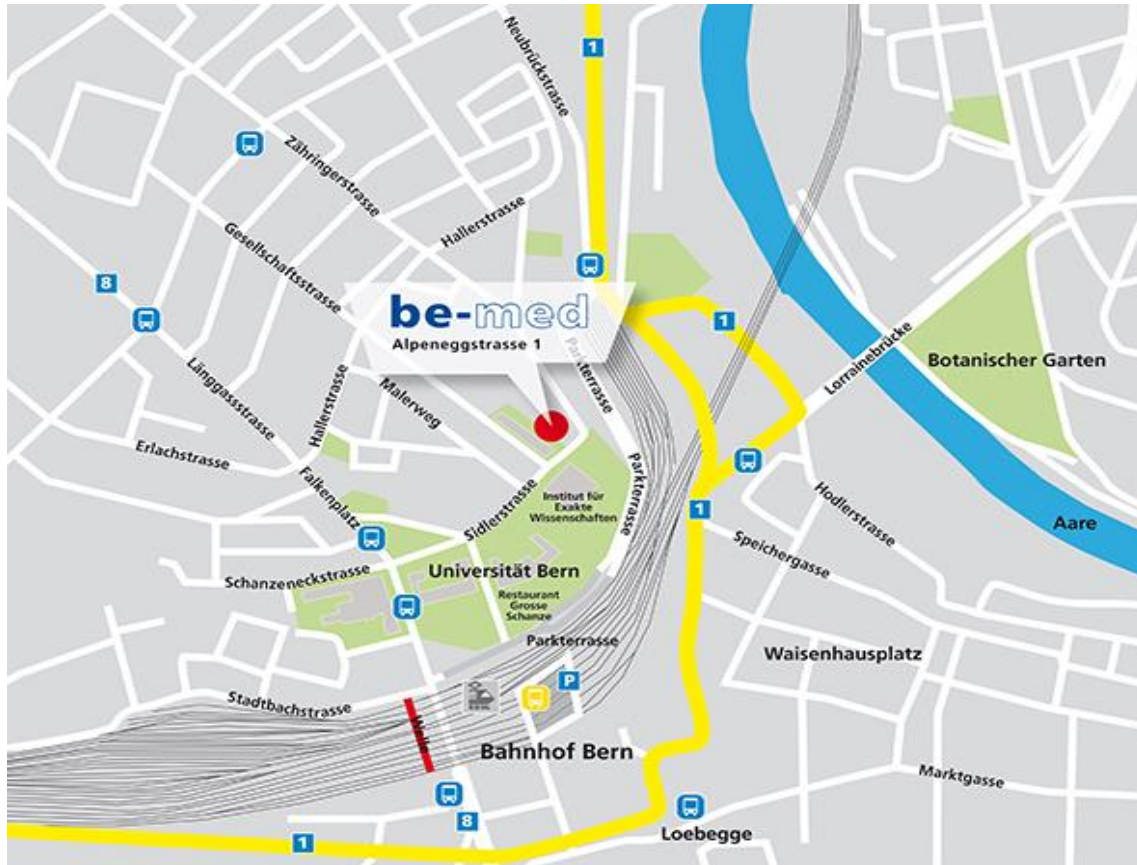 Neubrückstrasse
1
Zähringerstrasse
Hallerstrasse
Gesellschaftsstrasse
8
be-med
Alpeneggstrasse 1
1
Parkterrasse
Lorrainebrücke
Botanischer Garten
Länggassstrasse
Hallerstrasse
Malerweg
Erlachstrasse
Parkterrasse
Falkenplatz
Sidlerstrasse
Institut für
Exakte
Wissenschaften
1
Hodlerstrasse
Aare
Speichergasse
Schanzeneckstrasse
Universität Bern
Restaurant
Grosse
Schanze
Parkterrasse
Waisenhausplatz
P
Stadtbachstrasse
Welle
Bahnhof Bern
Marktgasse
8
Loebegge
1